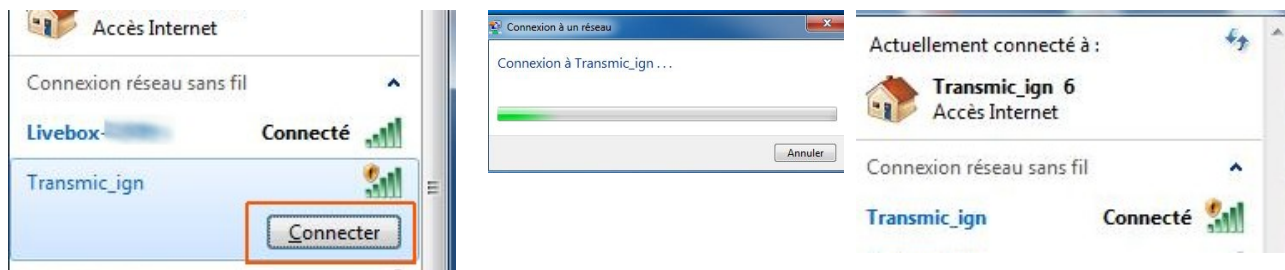 Accès Internet
Connexion réseau sans fil
Livebox- Connecté
Transmic_ign
Connecter
Connexion à un réseau
Connexion à Transmic_ign . . .
Annuler
Actuellement connecté à :
Transmic_ign 6
Accès Internet
Connexion réseau sans fil
Transmic_ign Connecté